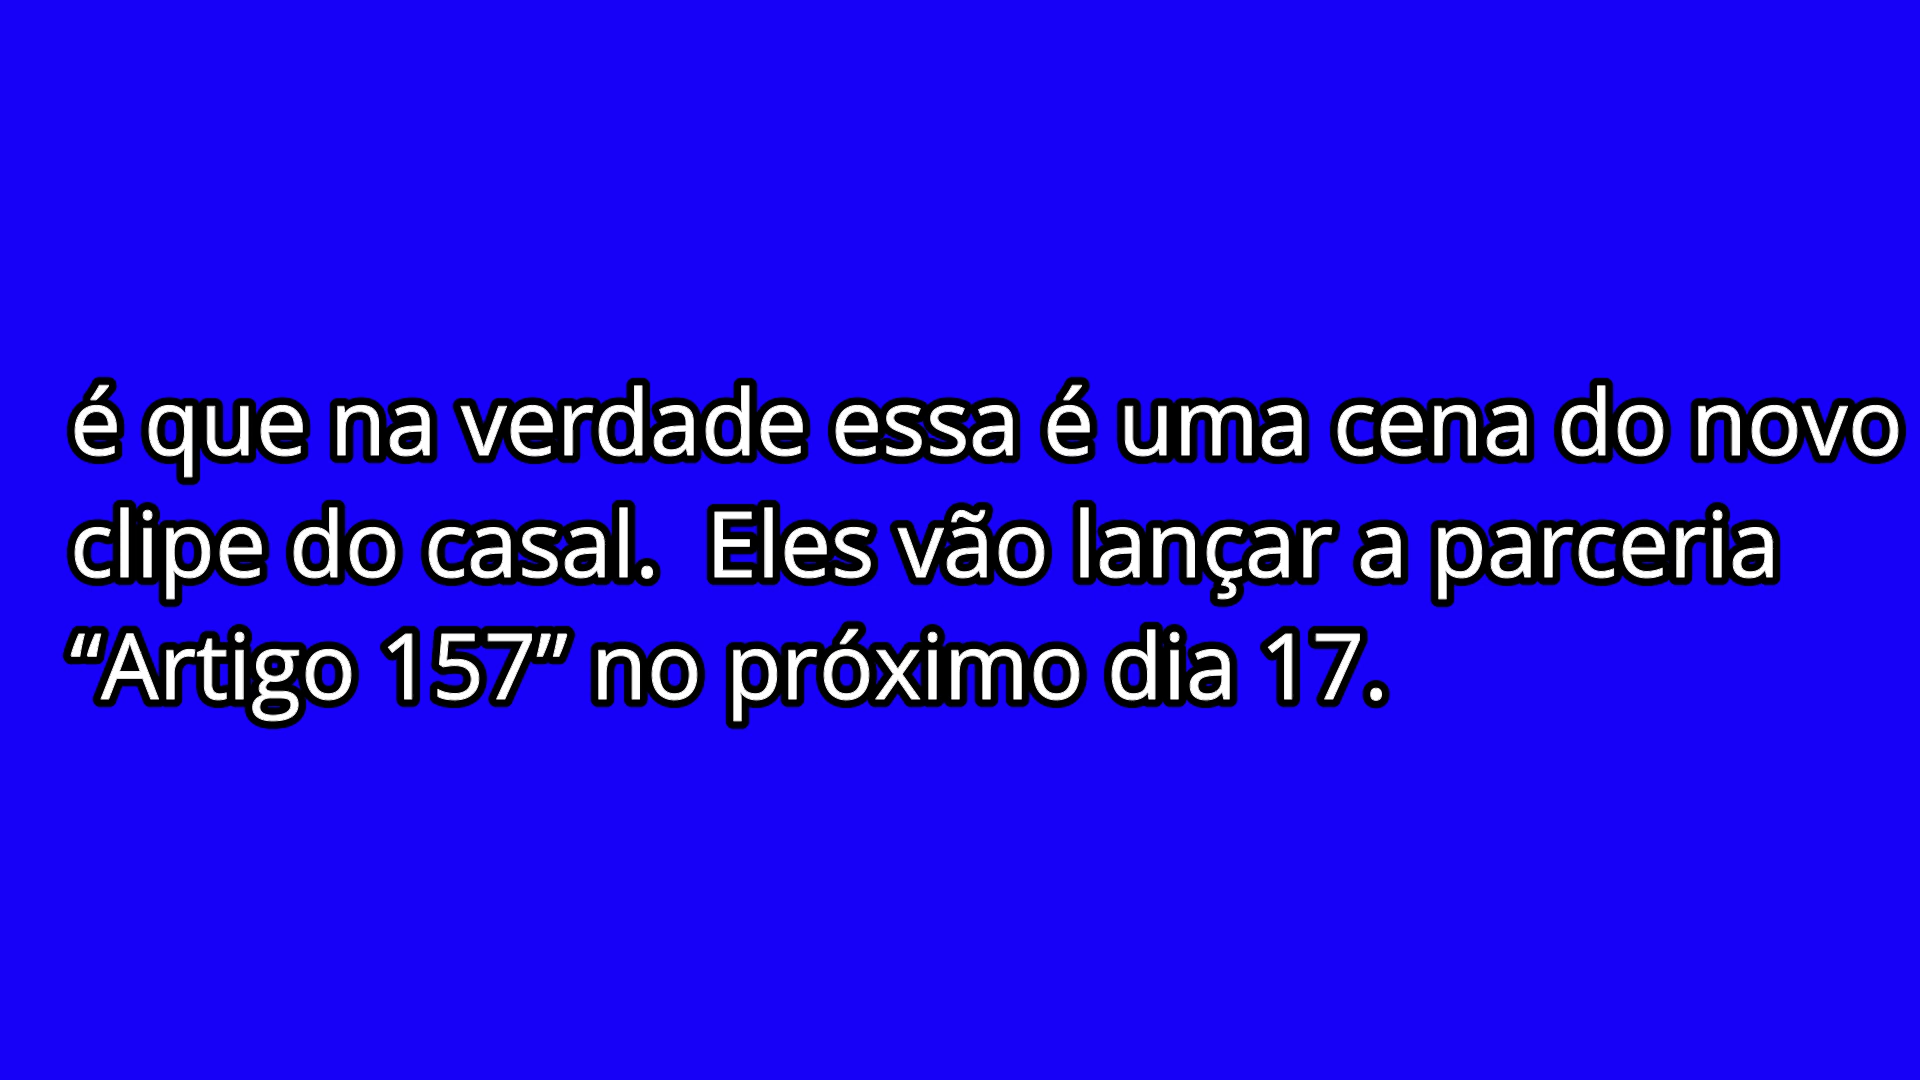 é que na verdade essa é uma cena do novo
clipe do casal.  Eles vão lançar a parceria
“Artigo 157” no próximo dia 17.